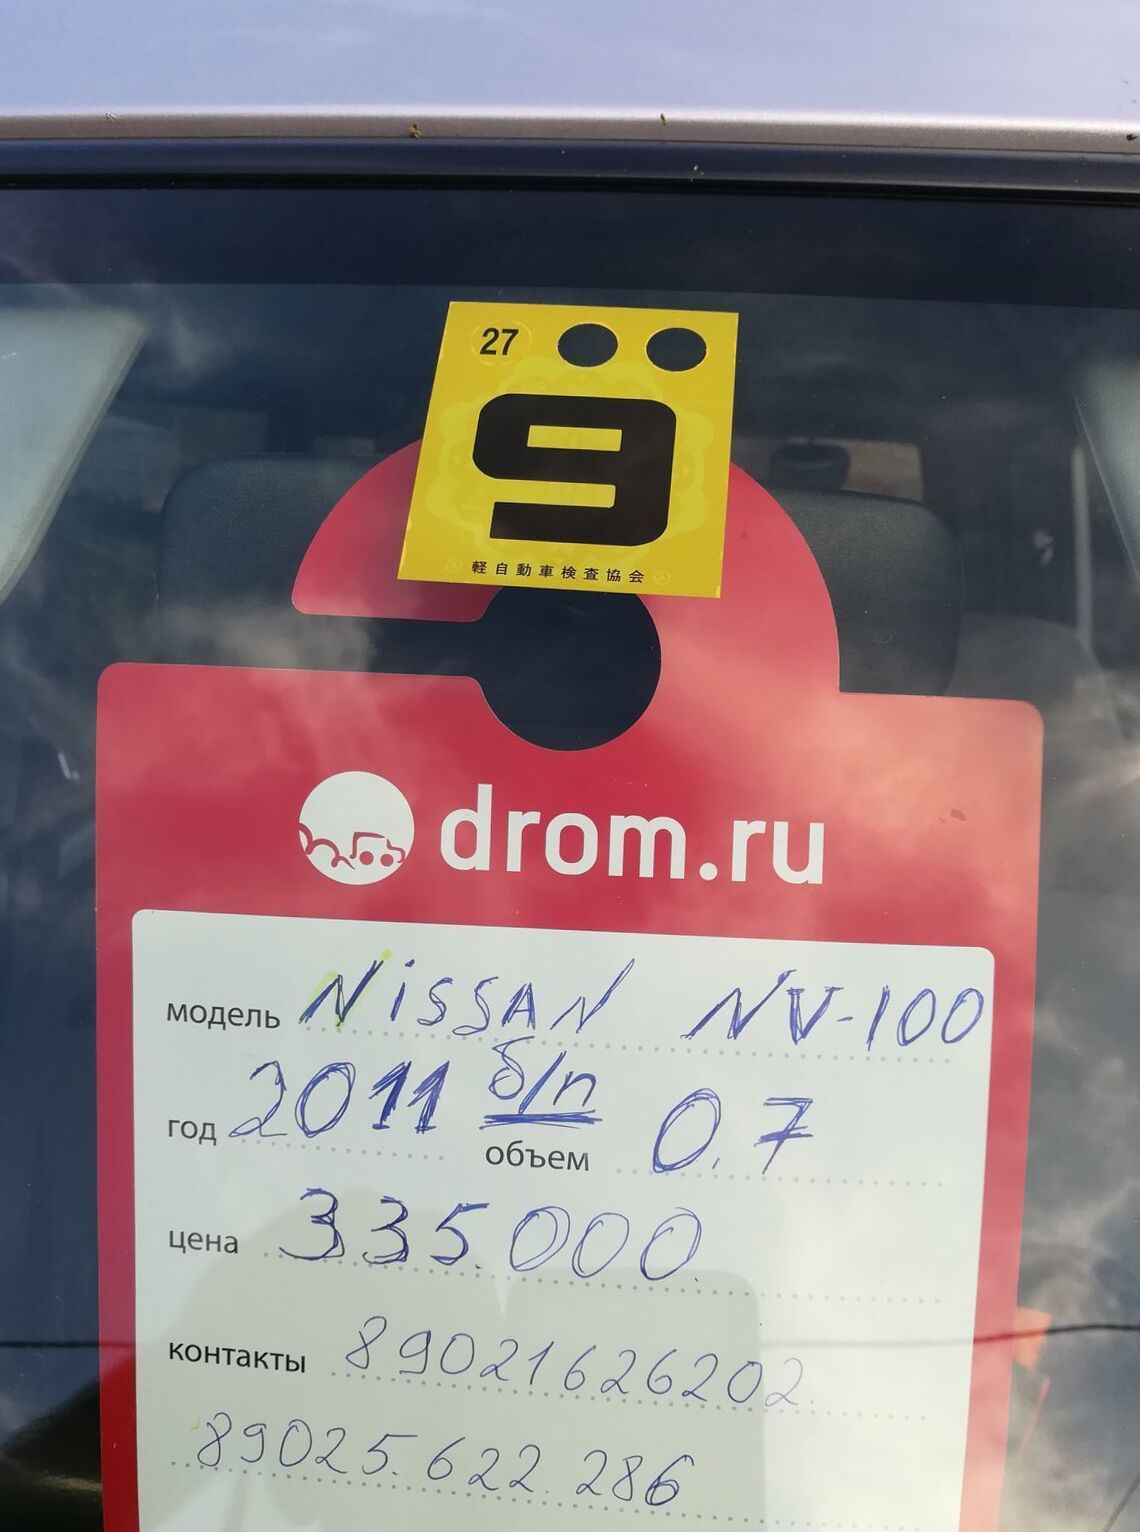 27
9
軽自動車検査協会
drom.ru
модель NiSSAN NV-100
год 2011 б/п объем 0.7
цена 335.000.
контакты 89021626202.
89025.622.286